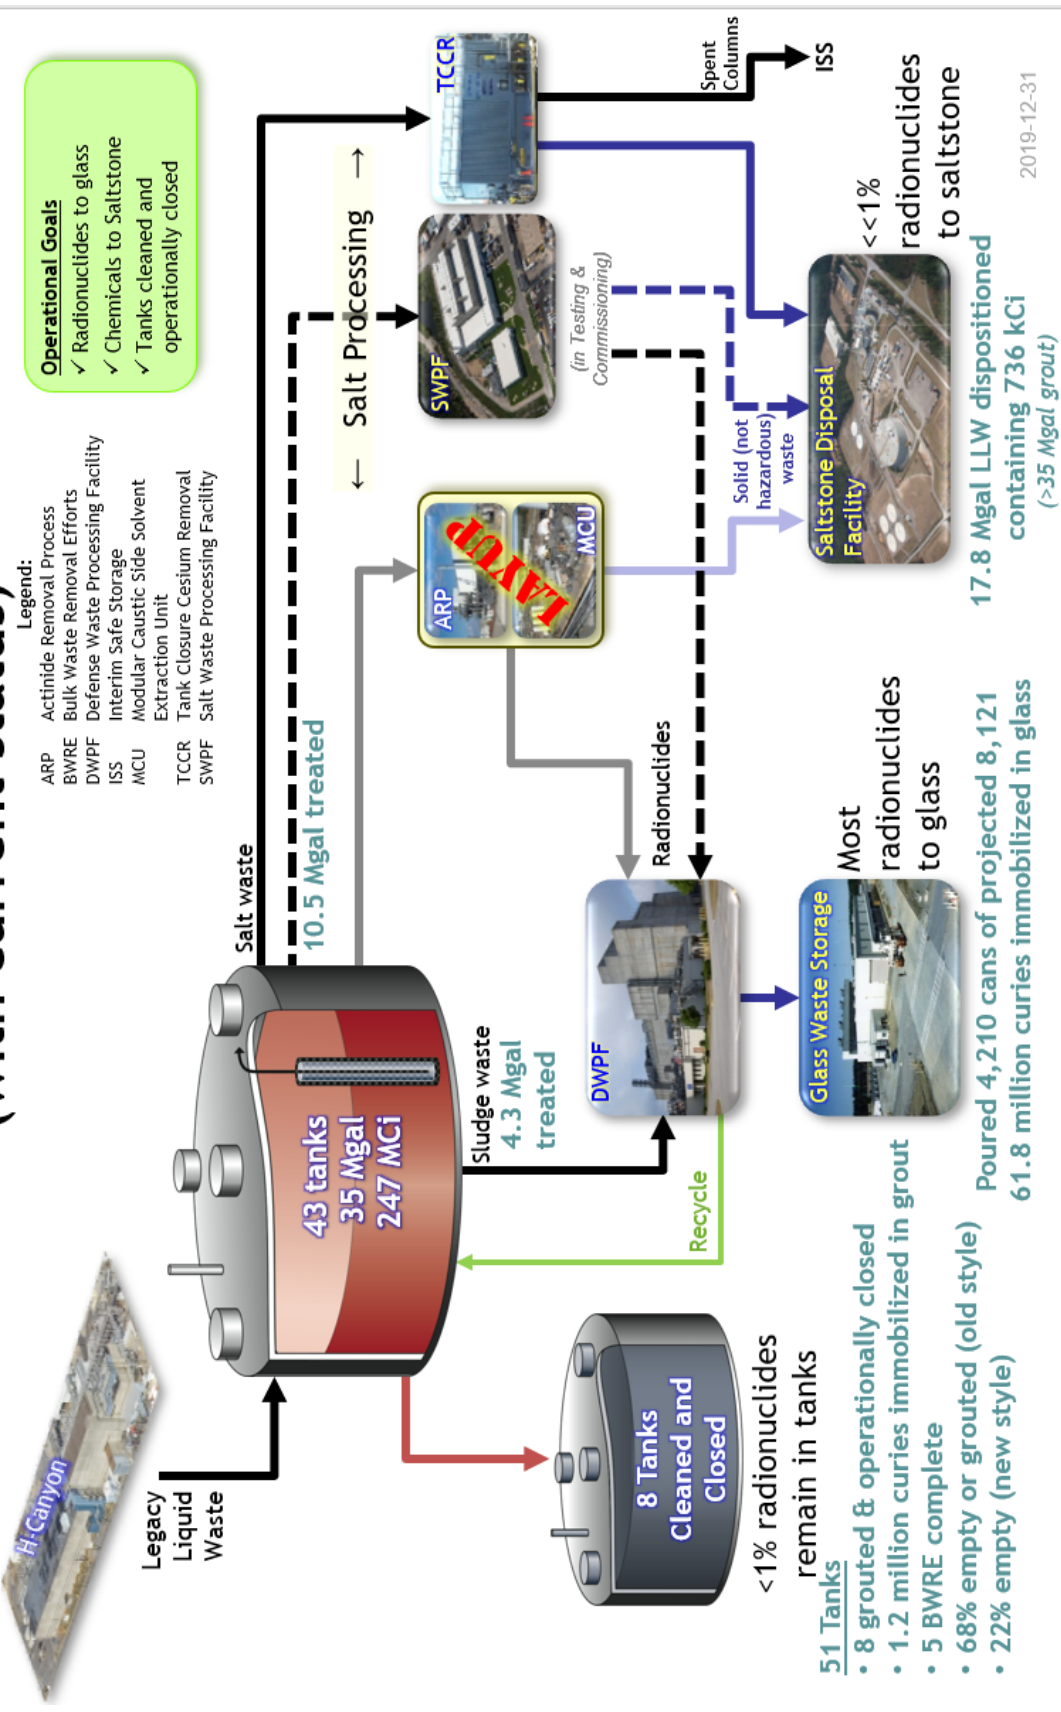 Legend:
ARP Actinide Removal Process
BWRE Bulk Waste Removal Efforts
DWPF Defense Waste Processing Facility
ISS Interim Safe Storage
MCU Modular Caustic Side Solvent
Extraction Unit
TCCR Tank Closure Cesium Removal
SWPF Salt Waste Processing Facility
Operational Goals
✓ Radionuclides to glass
✓ Chemicals to Saltstone
✓ Tanks cleaned and
operationally closed
H-Canyon
Legacy
Liquid
Waste
43 tanks
35 Mgal
247 MCi
Salt waste
10.5 Mgal treated
← Salt Processing →
TCCR
SWPF
(in Testing &
Commissioning)
ARP
LAYUP
MCU
Spent
Columns
ISS
Sludge waste
4.3 Mgal
treated
Radionuclides
Solid (not
hazardous)
waste
DWPF
Recycle
8 Tanks
Cleaned and
Closed
<1% radionuclides
remain in tanks
Glass Waste Storage
Most
radionuclides
to glass
Saltstone Disposal
Facility
<<1%
radionuclides
to saltstone
51 Tanks
• 8 grouted & operationally closed
• 1.2 million curies immobilized in grout
• 5 BWRE complete
• 68% empty or grouted (old style)
• 22% empty (new style)
Poured 4,210 cans of projected 8,121
61.8 million curies immobilized in glass
17.8 Mgal LLW dispositioned
containing 736 kCi
(>35 Mgal grout)
2019-12-31